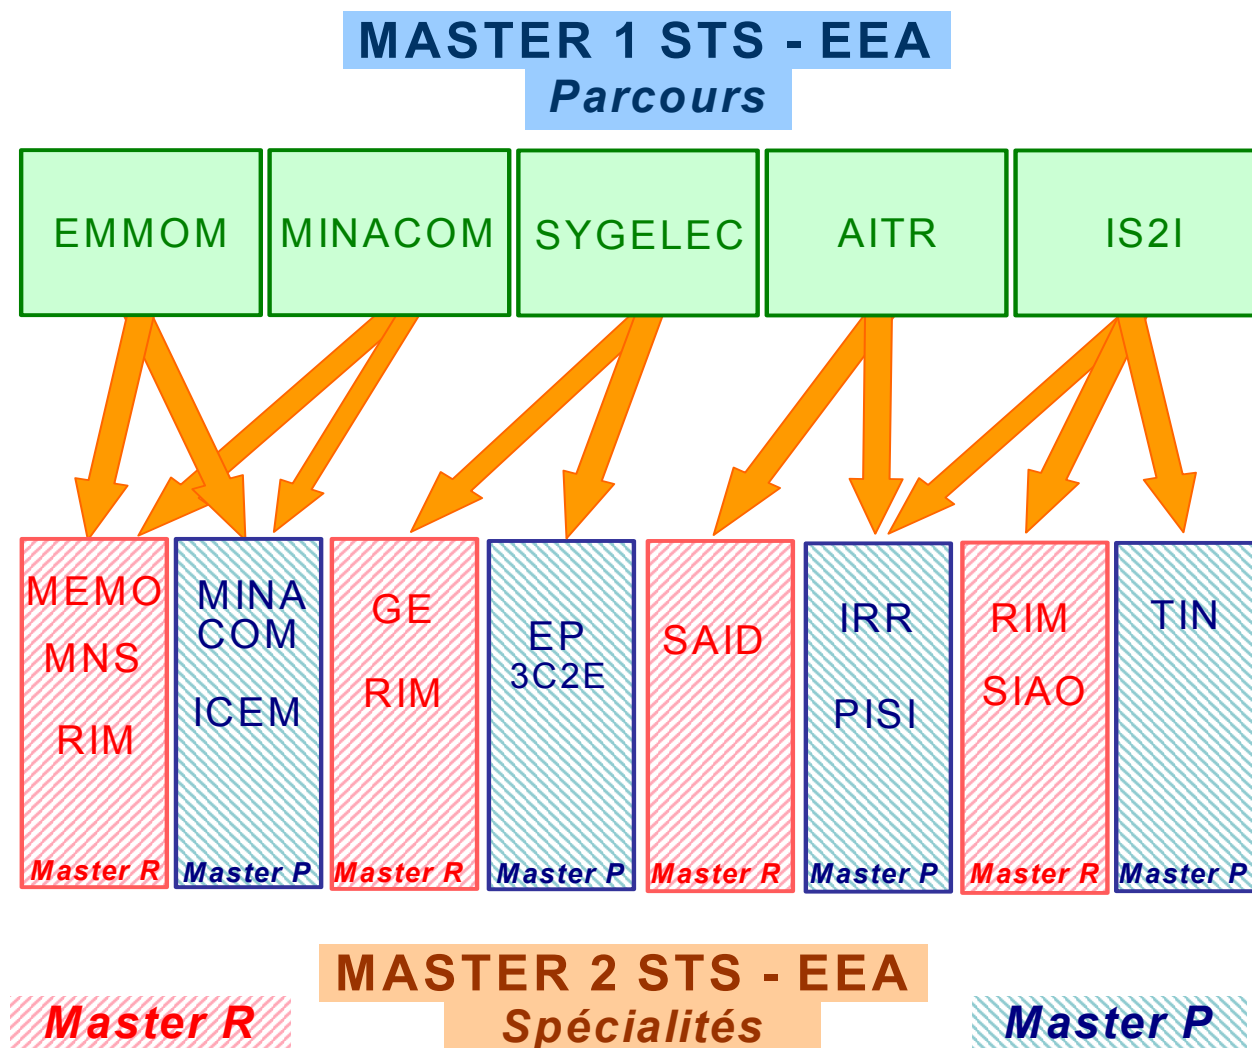 MASTER 1 STS - EEA
Parcours
EMMOM
MINACOM
SYGELEC
AITR
IS2I
MEMO
MNS
RIM
Master R
MINA
COM
ICEM
Master P
GE
RIM
Master R
EP
3C2E
Master P
SAID
Master R
IRR
PISI
Master P
RIM
SIAO
Master R
TIN
Master P
MASTER 2 STS - EEA
Spécialités
Master R
Master P